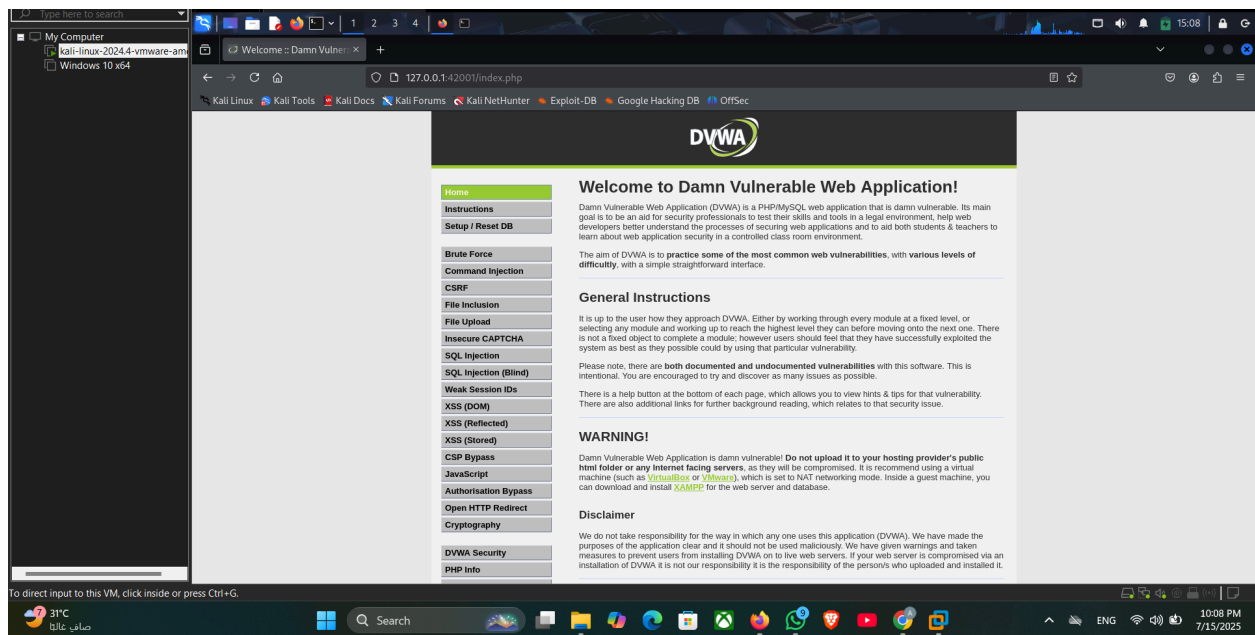 Type here to search
My Computer
kali-linux-2024.4-vmware-am
Windows 10 x64
1 2 3 4
15:08
Welcome :: Damn Vulner
127.0.0.1:42001/index.php
Kali Linux Kali Tools Kali Docs Kali Forums Kali NetHunter Exploit-DB Google Hacking DB OffSec
DVWA
Home
Instructions
Setup / Reset DB
Brute Force
Command Injection
CSRF
File Inclusion
File Upload
Insecure CAPTCHA
SQL Injection
SQL Injection (Blind)
Weak Session IDs
XSS (DOM)
XSS (Reflected)
XSS (Stored)
CSP Bypass
JavaScript
Authorisation Bypass
Open HTTP Redirect
Cryptography
DVWA Security
PHP Info
Welcome to Damn Vulnerable Web Application!
Damn Vulnerable Web Application (DVWA) is a PHP/MySQL web application that is damn vulnerable. Its main
goal is to be an aid for security professionals to test their skills and tools in a legal environment, help web
developers better understand the processes of securing web applications and to aid both students & teachers to
learn about web application security in a controlled class room environment.
The aim of DVWA is to practice some of the most common web vulnerabilities, with various levels of
difficultly, with a simple straightforward interface.
General Instructions
It is up to the user how they approach DVWA. Either by working through every module at a fixed level, or
selecting any module and working up to reach the highest level they can before moving onto the next one. There
is not a fixed object to complete a module; however users should feel that they have successfully exploited the
system as best as they possible could by using that particular vulnerability.
Please note, there are both documented and undocumented vulnerabilities with this software. This is
intentional. You are encouraged to try and discover as many issues as possible.
There is a help button at the bottom of each page, which allows you to view hints & tips for that vulnerability.
There are also additional links for further background reading, which relates to that security issue.
WARNING!
Damn Vulnerable Web Application is damn vulnerable! Do not upload it to your hosting provider's public
html folder or any Internet facing servers, as they will be compromised. It is recommend using a virtual
machine (such as VirtualBox or VMware), which is set to NAT networking mode. Inside a guest machine, you
can download and install XAMPP for the web server and database.
Disclaimer
We do not take responsibility for the way in which any one uses this application (DVWA). We have made the
purposes of the application clear and it should not be used maliciously. We have given warnings and taken
measures to prevent users from installing DVWA on to live web servers. If your web server is compromised via an
installation of DVWA it is not our responsibility it is the responsibility of the person/s who uploaded and installed it.
To direct input to this VM, click inside or press Ctrl+G.
7
31°C
صافٍ غالبًا
Search
9
ENG
10:08 PM
7/15/2025